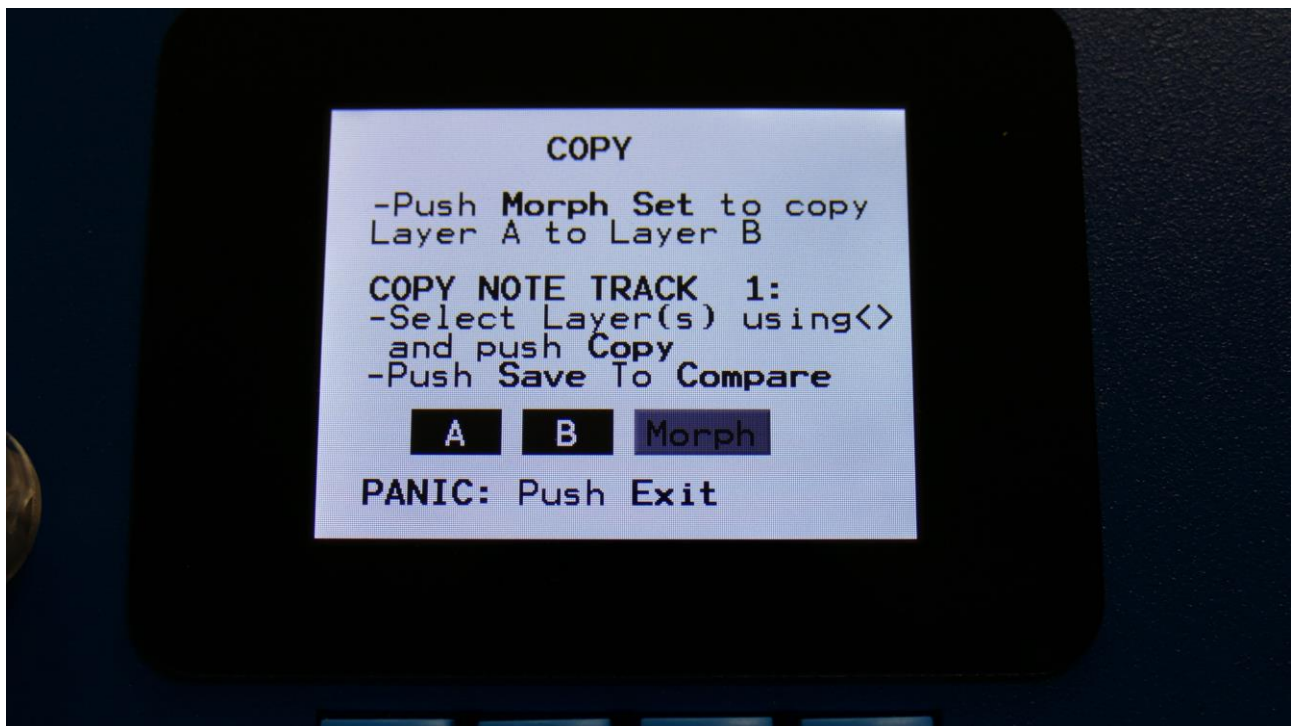 COPY
-Push Morph Set to copy
Layer A to Layer B
COPY NOTE TRACK 1:
-Select Layer(s) using<>
and push Copy
-Push Save To Compare
A B Morph
PANIC: Push Exit